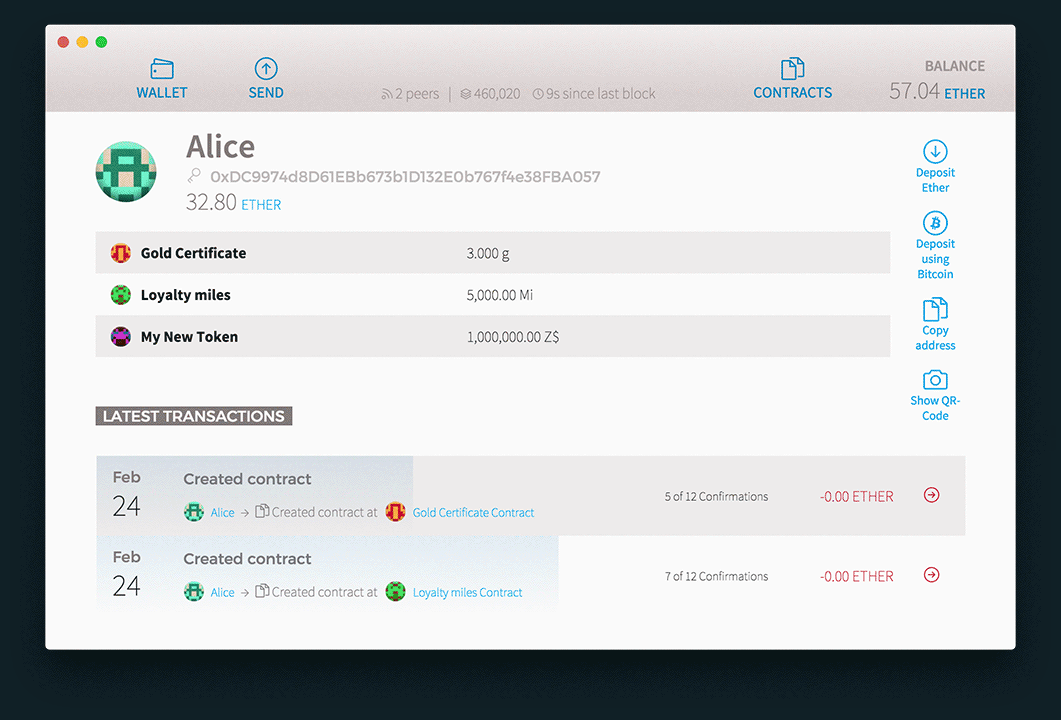 WALLET
SEND
2 peers | 460,020 9s since last block
CONTRACTS
BALANCE
57.04 ETHER
Alice
0xDC9974d8D61EBb673b1D132E0b767f4e38FBA057
32.80 ETHER
Deposit
Ether
Deposit
using
Bitcoin
Copy
address
Show QR-
Code
Gold Certificate 3.000 g
Loyalty miles 5,000.00 Mi
My New Token 1,000,000.00 Z$
LATEST TRANSACTIONS
Feb
24
Created contract
Alice → Created contract at Gold Certificate Contract
5 of 12 Confirmations -0.00 ETHER
Feb
24
Created contract
Alice → Created contract at Loyalty miles Contract
7 of 12 Confirmations -0.00 ETHER